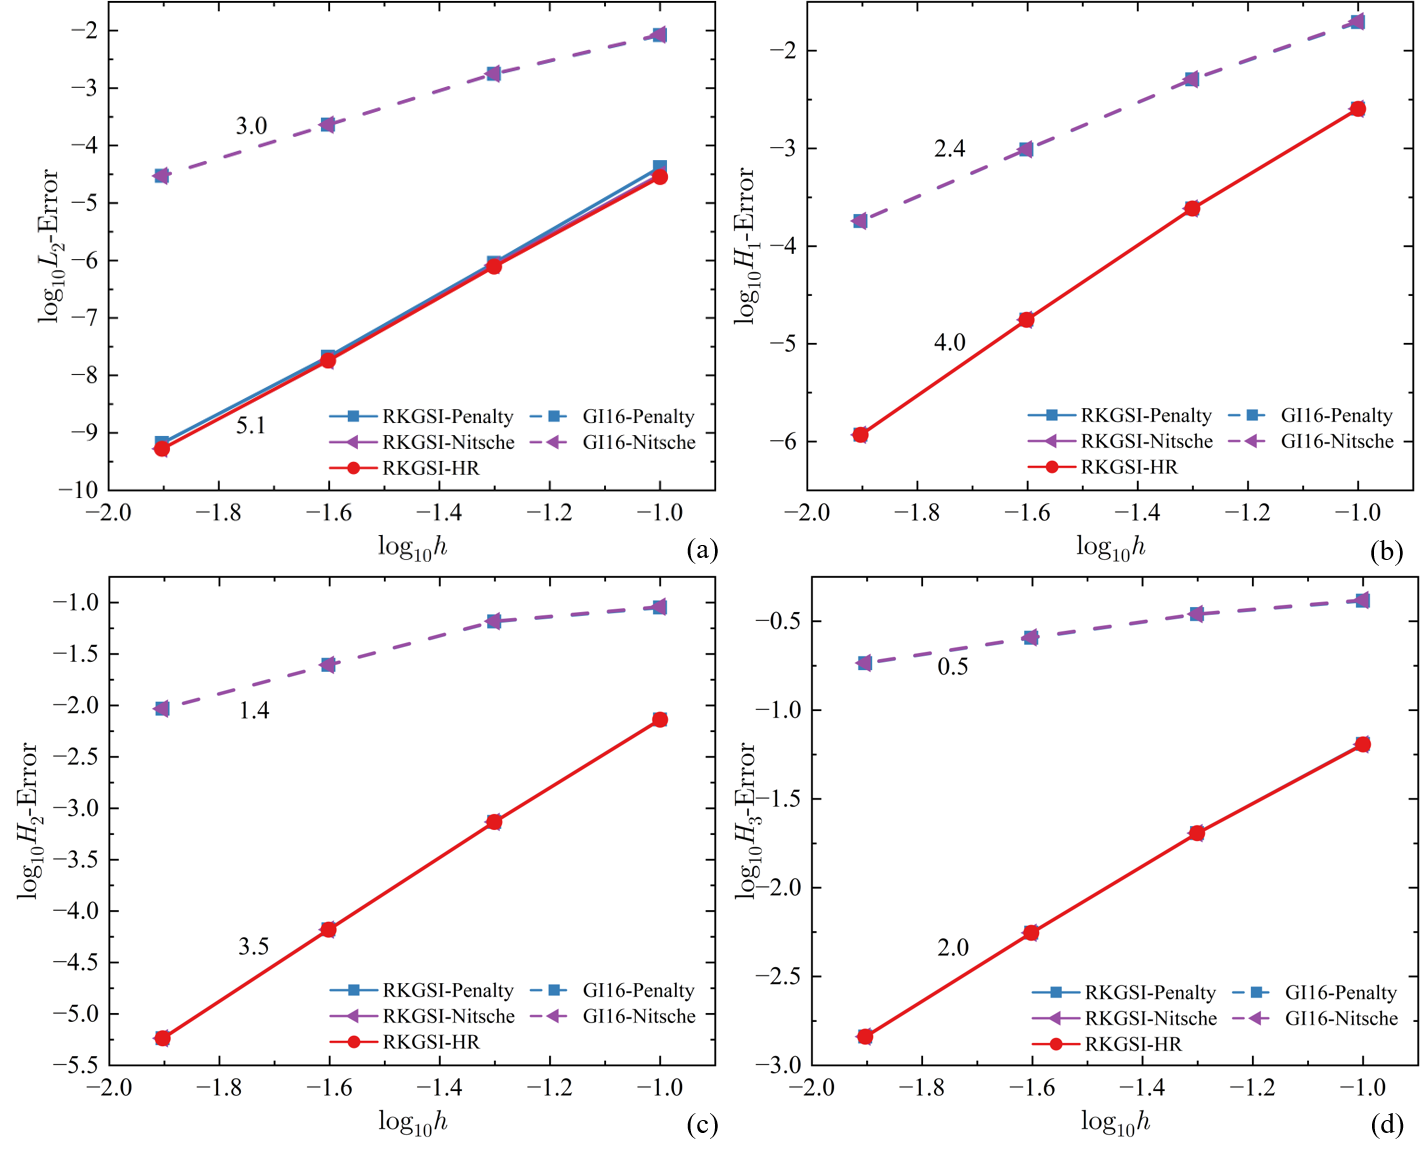 −2
−3
−4
−5
−6
−7
−8
−9
−10
log₁₀L₂-Error
3.0
5.1
RKGSI-Penalty GI16-Penalty
RKGSI-Nitsche GI16-Nitsche
RKGSI-HR
−2.0 −1.8 −1.6 −1.4 −1.2 −1.0
log₁₀h
(a)
−2
−3
−4
−5
−6
log₁₀H₁-Error
2.4
4.0
RKGSI-Penalty GI16-Penalty
RKGSI-Nitsche GI16-Nitsche
RKGSI-HR
−2.0 −1.8 −1.6 −1.4 −1.2 −1.0
log₁₀h
(b)
−1.0
−1.5
−2.0
−2.5
−3.0
−3.5
−4.0
−4.5
−5.0
−5.5
log₁₀H₂-Error
1.4
3.5
RKGSI-Penalty GI16-Penalty
RKGSI-Nitsche GI16-Nitsche
RKGSI-HR
−2.0 −1.8 −1.6 −1.4 −1.2 −1.0
log₁₀h
(c)
−0.5
−1.0
−1.5
−2.0
−2.5
−3.0
log₁₀H₃-Error
0.5
2.0
RKGSI-Penalty GI16-Penalty
RKGSI-Nitsche GI16-Nitsche
RKGSI-HR
−2.0 −1.8 −1.6 −1.4 −1.2 −1.0
log₁₀h
(d)